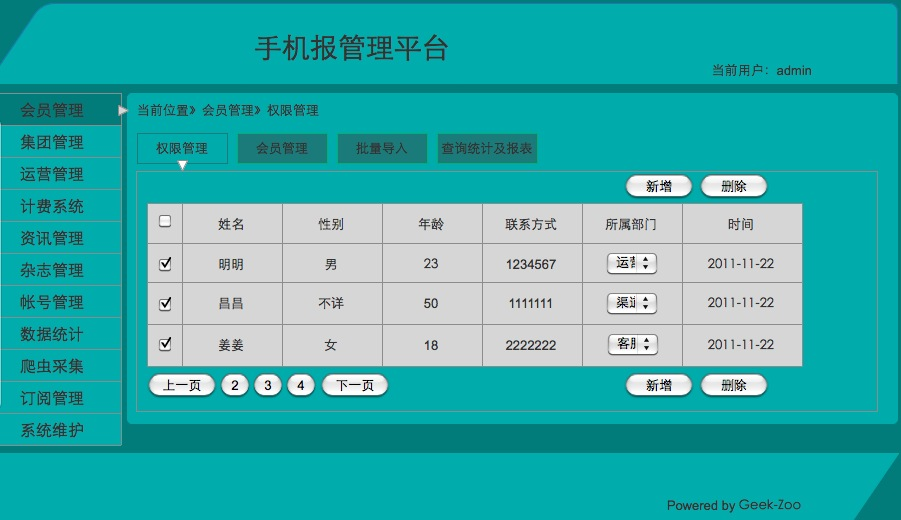 手机报管理平台
当前用户：admin
会员管理
集团管理
运营管理
计费系统
资讯管理
杂志管理
帐号管理
数据统计
爬虫采集
订阅管理
系统维护
当前位置》 会员管理》 权限管理
权限管理 会员管理 批量导入 查询统计及报表
新增 删除
姓名 性别 年龄 联系方式 所属部门 时间
明明 男 23 1234567 运营 2011-11-22
昌昌 不详 50 1111111 渠道 2011-11-22
姜姜 女 18 2222222 客服 2011-11-22
上一页 2 3 4 下一页 新增 删除
Powered by Geek-Zoo